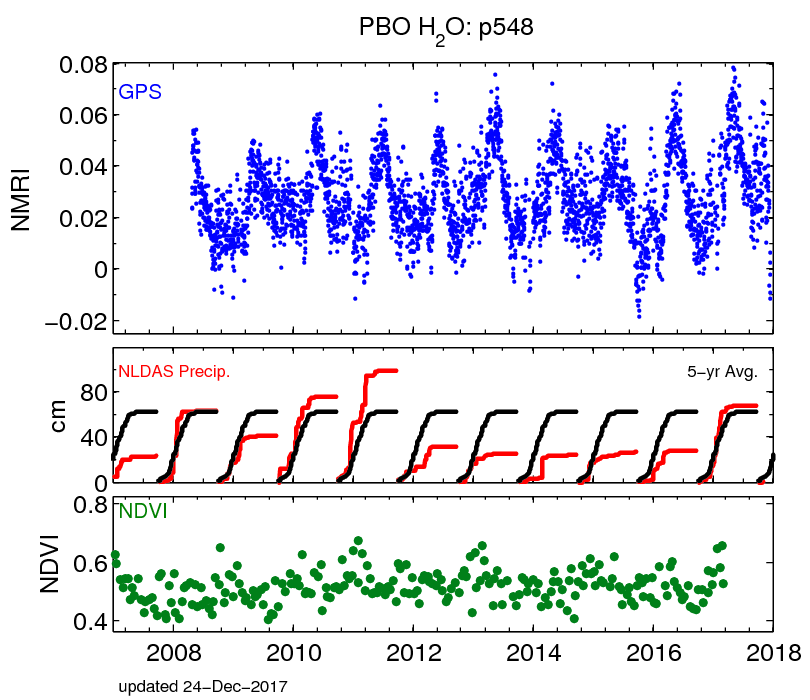 PBO H2O: p548
0.08
GPS
0.06
0.04
0.02
0
−0.02
NMRI
NLDAS Precip.
5−yr Avg.
80
40
0
cm
0.8
NDVI
0.6
0.4
NDVI
2008 2010 2012 2014 2016 2018
updated 24−Dec−2017